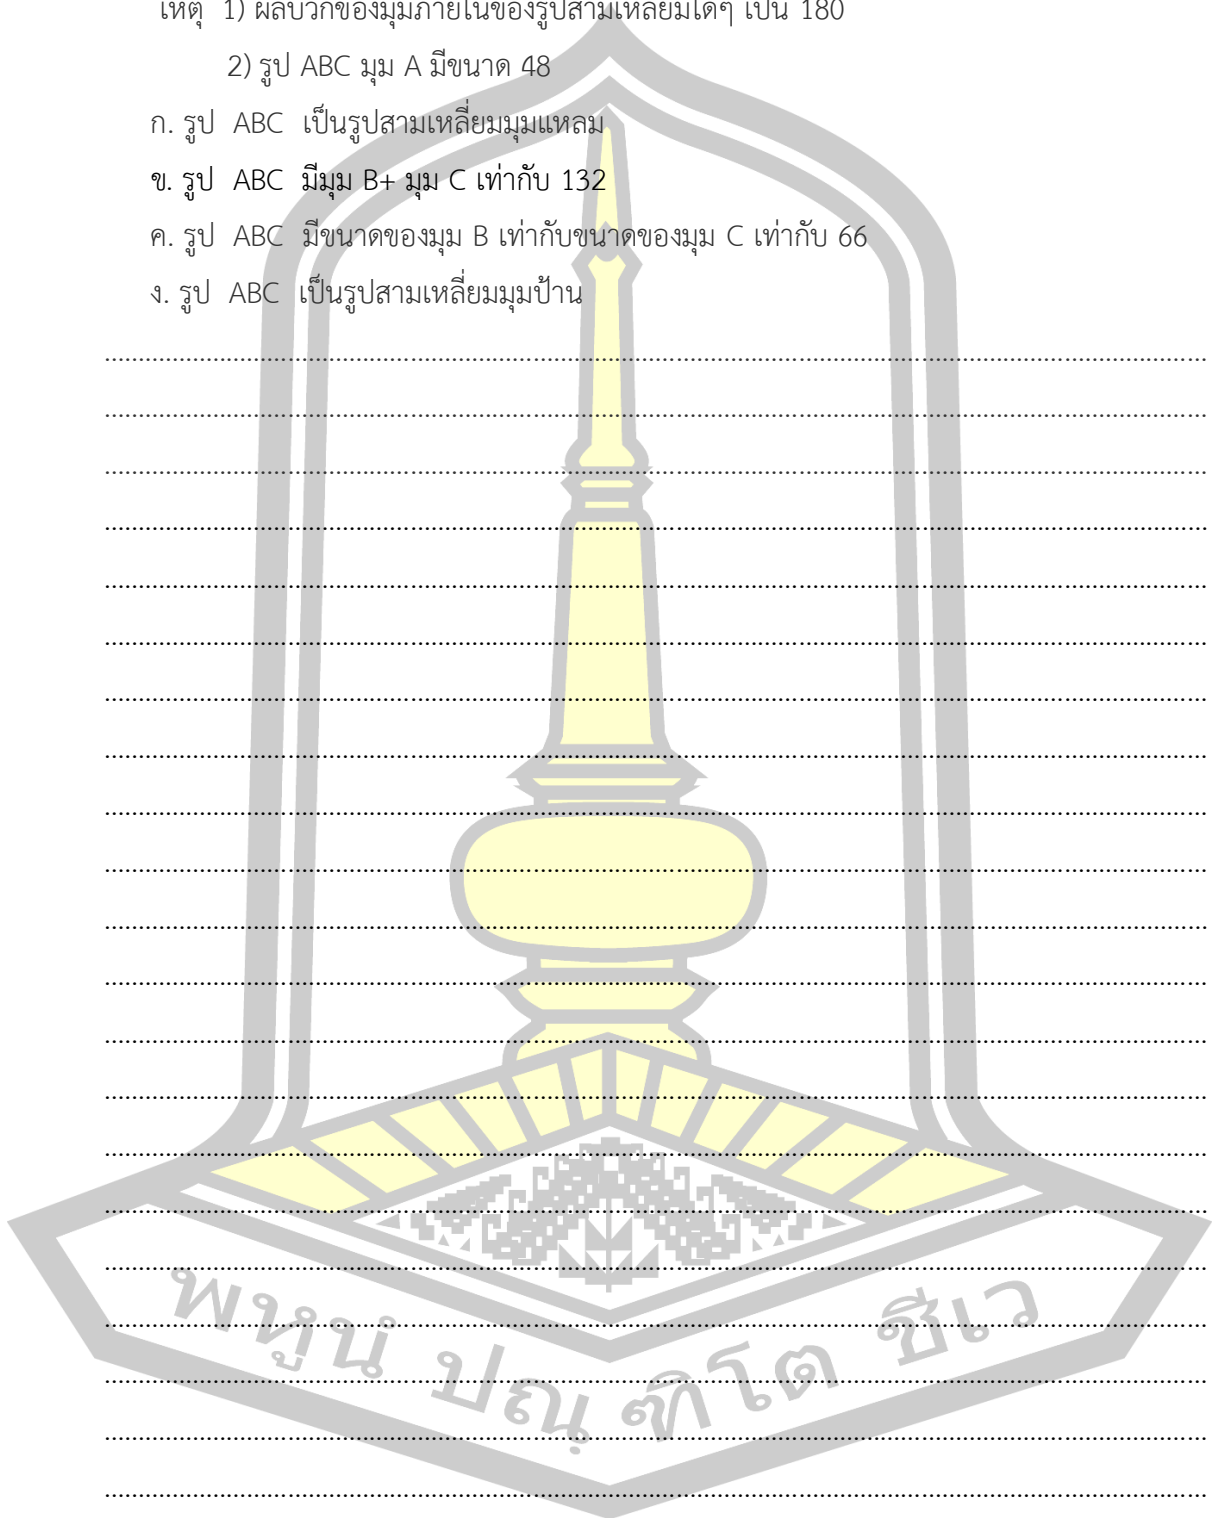 เหตุ 1) ผลบวกของมุมภายในของรูปสามเหลี่ยมใดๆ เป็น 180
2) รูป ABC มุม A มีขนาด 48
ก. รูป ABC เป็นรูปสามเหลี่ยมมุมแหลม
ข. รูป ABC มีมุม B+ มุม C เท่ากับ 132
ค. รูป ABC มีขนาดของมุม B เท่ากับขนาดของมุม C เท่ากับ 66
ง. รูป ABC เป็นรูปสามเหลี่ยมมุมป้าน
พหูนํ ปณฺฑิโต ชีเว